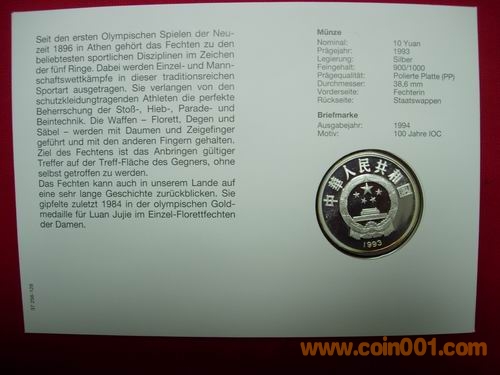 Seit den ersten Olympischen Spielen der Neu-
zeit 1896 in Athen gehört das Fechten zu den
beliebtesten sportlichen Disziplinen im Zeichen
der fünf Ringe. Dabei werden Einzel- und Mann-
schaftswettkämpfe in dieser traditionsreichen
Sportart ausgetragen. Sie verlangen von den
schutzkleidungtragenden Athleten die perfekte
Beherrschung der Stoß-, Hieb-, Parade- und
Beintechnik. Die Waffen – Florett, Degen und
Säbel – werden mit Daumen und Zeigefinger
geführt und mit den anderen Fingern gehalten.
Ziel des Fechtens ist das Anbringen gültiger
Treffer auf der Treff-Fläche des Gegners, ohne
selbst getroffen zu werden.
Das Fechten kann auch in unserem Lande auf
eine sehr lange Geschichte zurückblicken. Sie
gipfelte zuletzt 1984 in der olympischen Gold-
medaille für Luan Jujie im Einzel-Florettfechten
der Damen.
Münze
Nominal: 10 Yuan
Prägejahr: 1993
Legierung: Silber
Feingehalt: 900/1000
Prägequalität: Polierte Platte (PP)
Durchmesser: 38,6 mm
Vorderseite: Fechterin
Rückseite: Staatswappen
Briefmarke
Ausgabejahr: 1994
Motiv: 100 Jahre IOC
中华人民共和国
1993
www.coin001.com